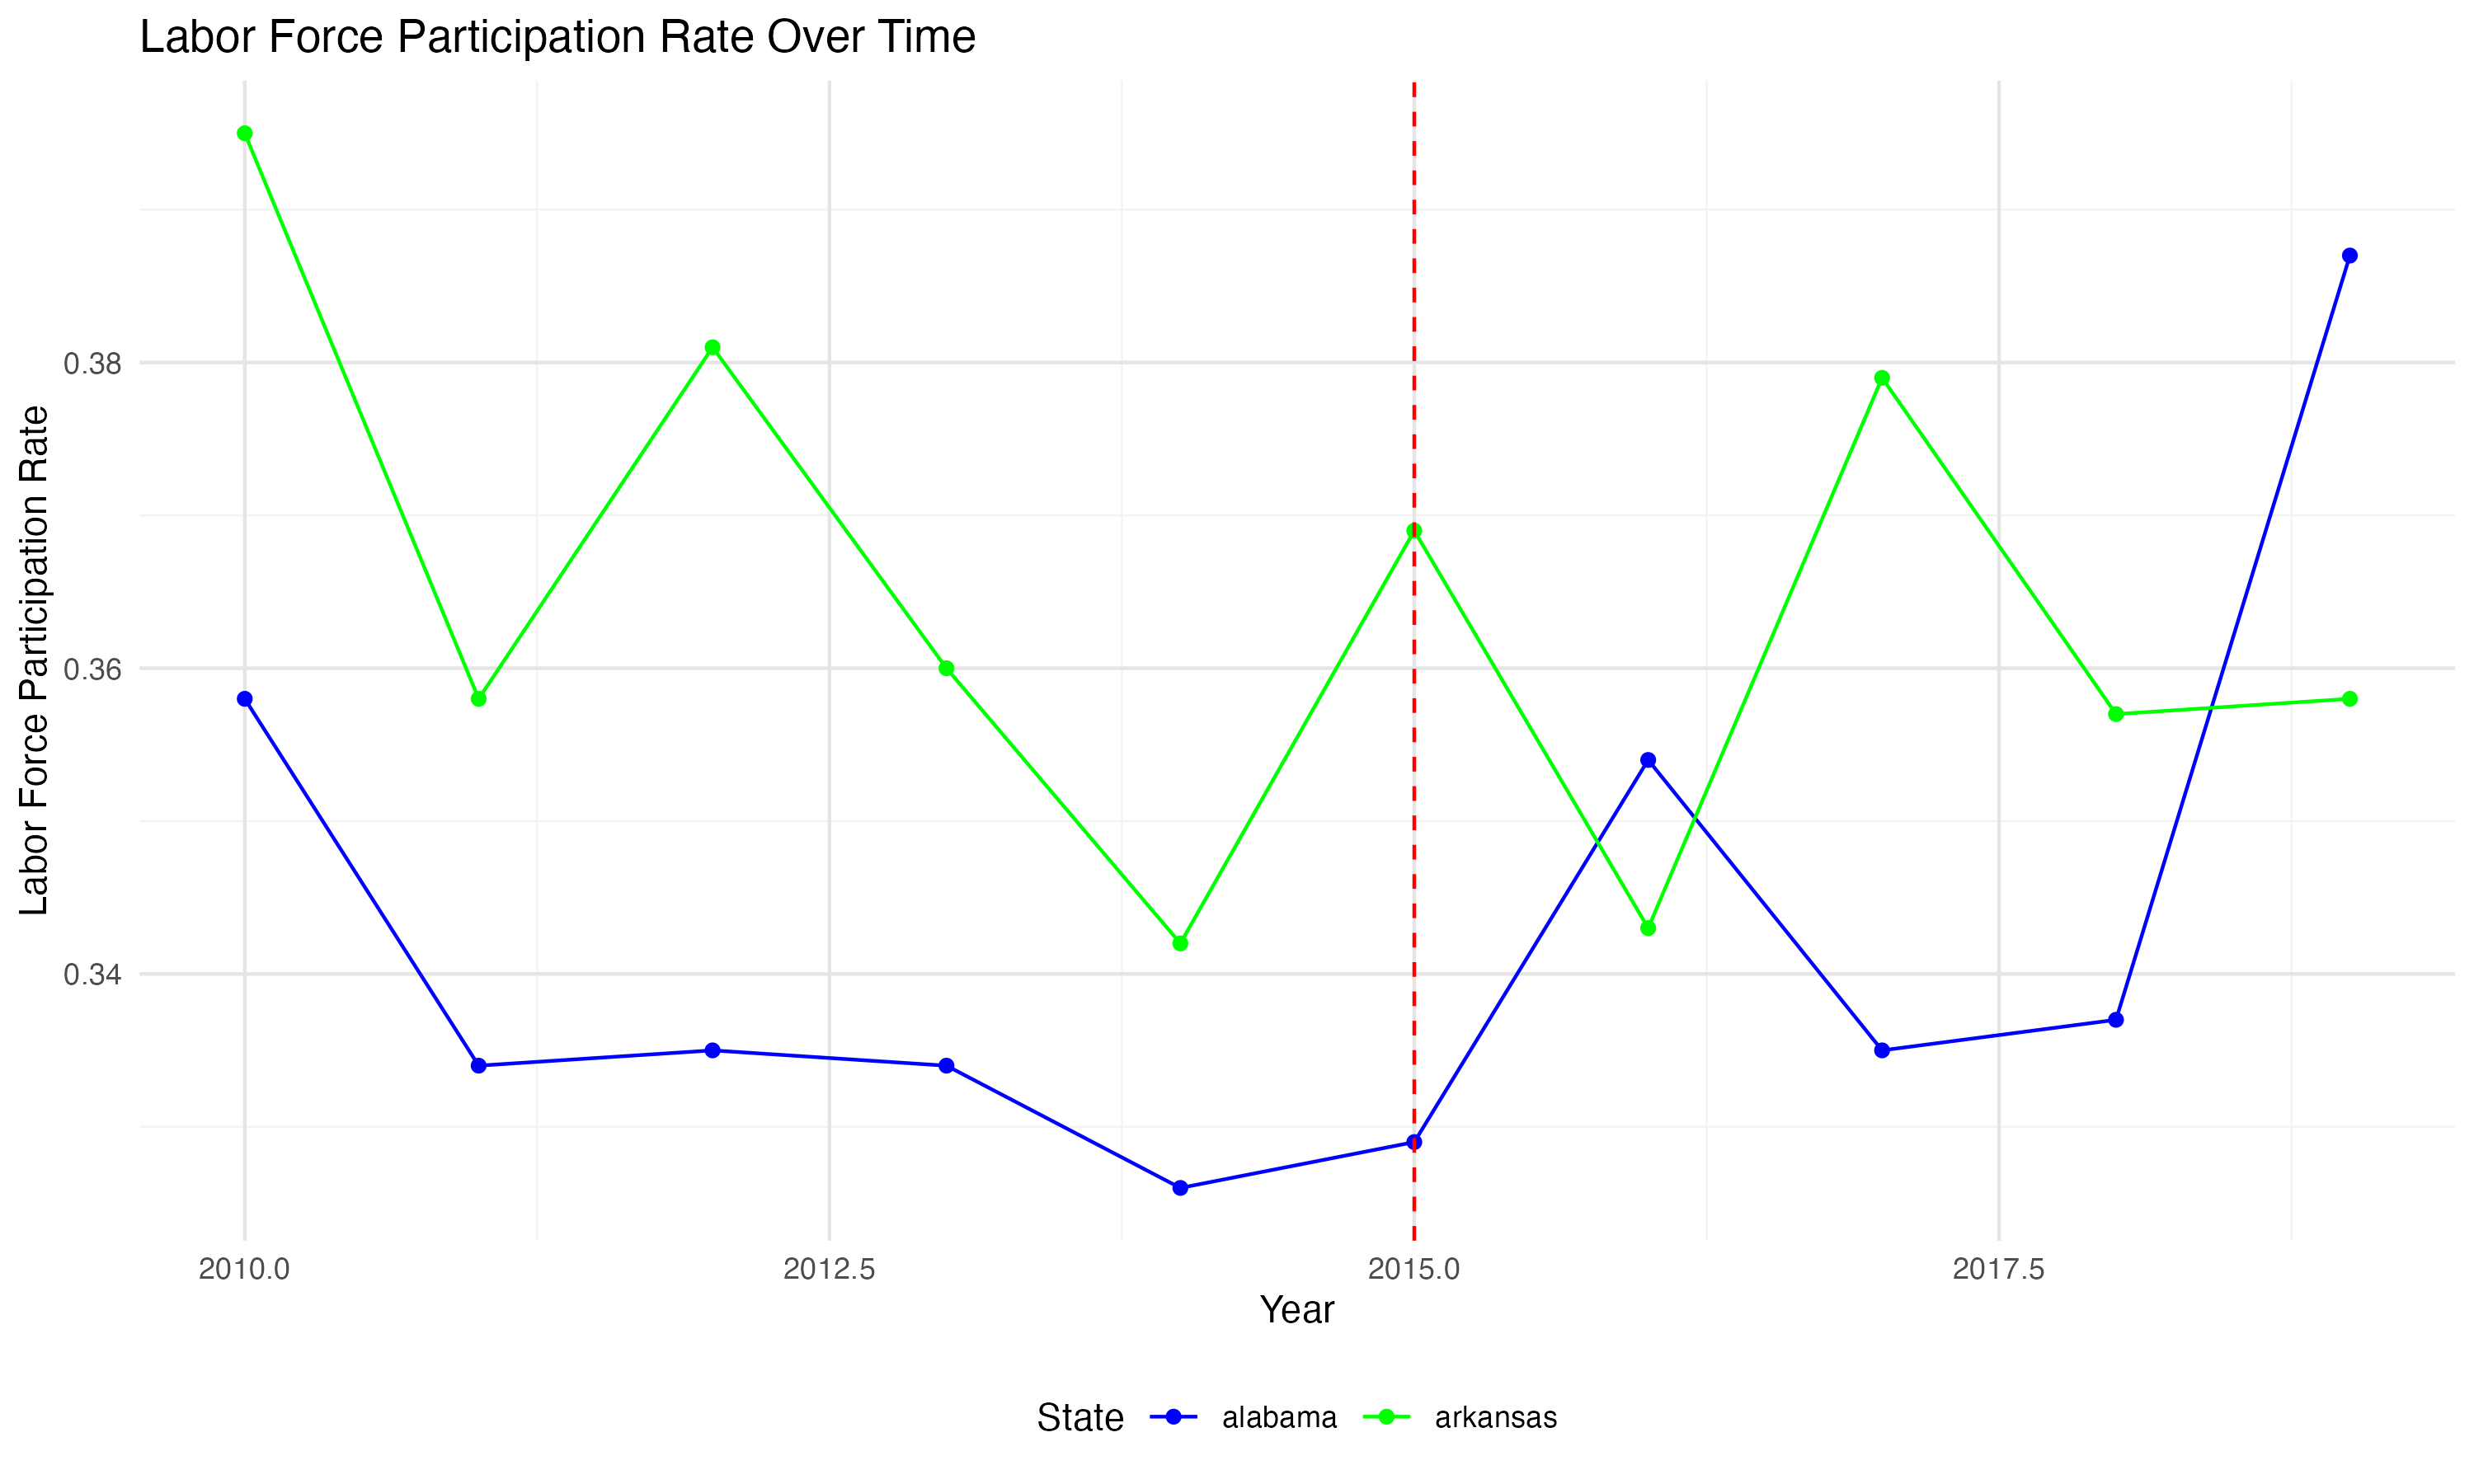 Labor Force Participation Rate Over Time
Labor Force Participation Rate
0.38
0.36
0.34
2010.0 2012.5 2015.0 2017.5
Year
State alabama arkansas